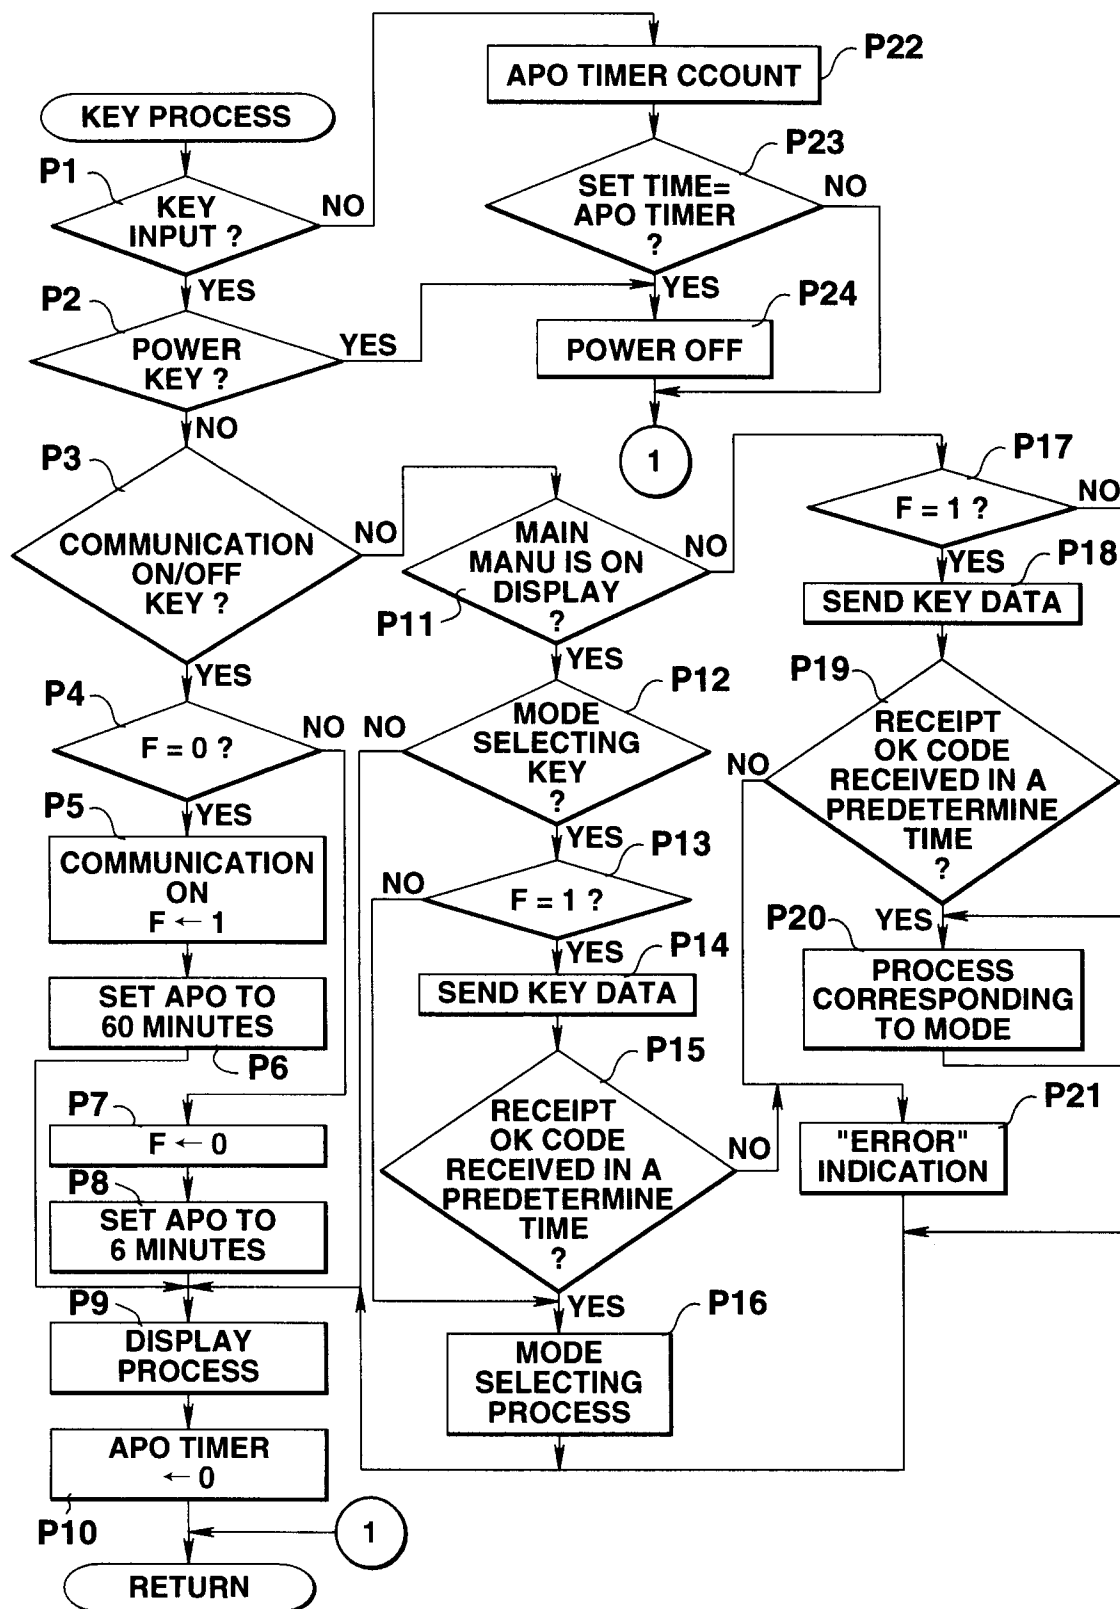 P22
APO TIMER CCOUNT
KEY PROCESS
P1
KEY
INPUT ?
NO
YES
P23
SET TIME=
APO TIMER
?
NO
YES
P2
POWER
KEY ?
YES
NO
P24
POWER OFF
1
P3
COMMUNICATION
ON/OFF
KEY ?
NO
YES
P4
F = 0 ?
NO
YES
P5
COMMUNICATION
ON
F ← 1
SET APO TO
60 MINUTES
P6
P7
F ← 0
P8
SET APO TO
6 MINUTES
P9
DISPLAY
PROCESS
APO TIMER
← 0
P10
1
RETURN
MAIN
MANU IS ON
DISPLAY
?
P11
NO
YES
P12
MODE
SELECTING
KEY
?
NO
YES
P13
F = 1 ?
NO
YES
P14
SEND KEY DATA
P15
RECEIPT
OK CODE
RECEIVED IN A
PREDETERMINE
TIME
?
NO
YES
P16
MODE
SELECTING
PROCESS
P17
F = 1 ?
NO
YES
P18
SEND KEY DATA
P19
RECEIPT
OK CODE
RECEIVED IN A
PREDETERMINE
TIME
?
NO
YES
P20
PROCESS
CORRESPONDING
TO MODE
P21
"ERROR"
INDICATION